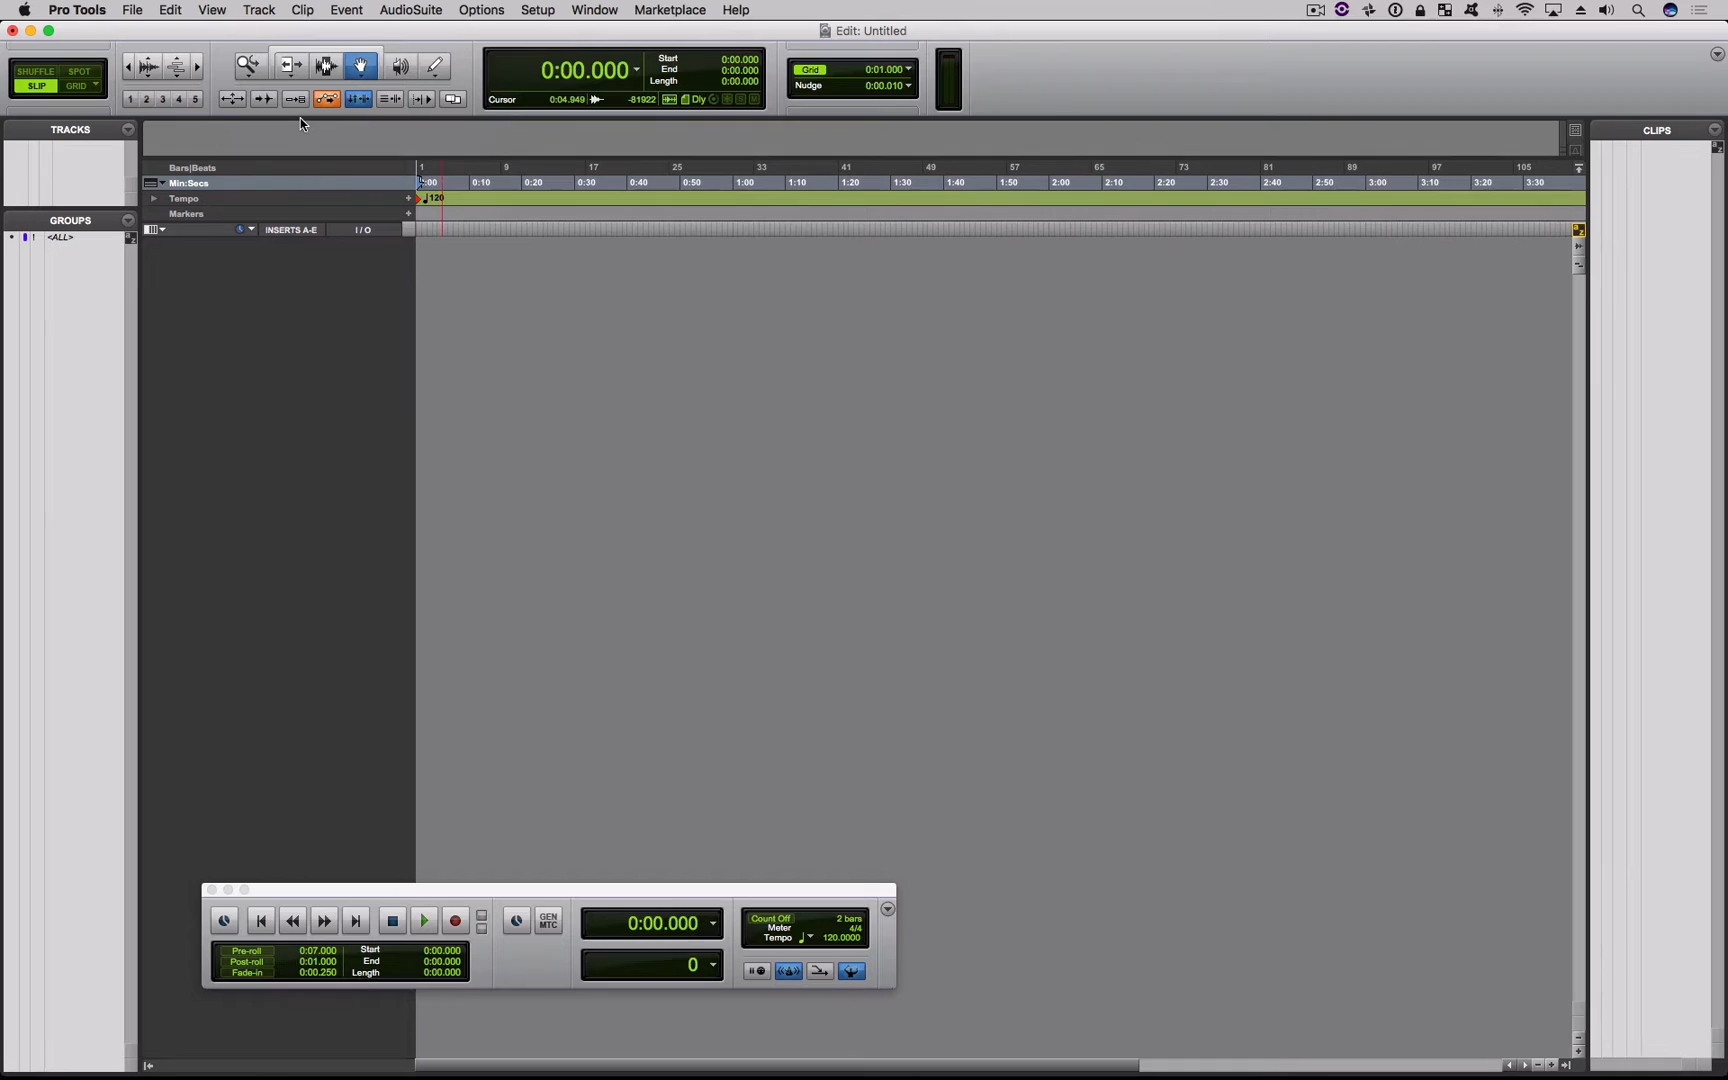 Pro Tools File Edit View Track Clip Event AudioSuite Options Setup Window Marketplace Help
Edit: Untitled
SHUFFLE SPOT
SLIP GRID
1 2 3 4 5
0:00.000
Start 0:00.000
End 0:00.000
Length 0:00.000
Cursor 0:04.949 -81922 Dly
Grid 0:01.000
Nudge 0:00.010
TRACKS
CLIPS
Bars|Beats 1 9 17 25 33 41 49 57 65 73 81 89 97 105
Min:Secs :00 0:10 0:20 0:30 0:40 0:50 1:00 1:10 1:20 1:30 1:40 1:50 2:00 2:10 2:20 2:30 2:40 2:50 3:00 3:10 3:20 3:30
Tempo + 120
Markers +
GROUPS
INSERTS A-E I / O
! <ALL>
GEN
MTC
0:00.000
Count Off 2 bars
Meter 4/4
Tempo 120.0000
Pre-roll 0:07.000 Start 0:00.000
Post-roll 0:01.000 End 0:00.000
Fade-in 0:00.250 Length 0:00.000
0